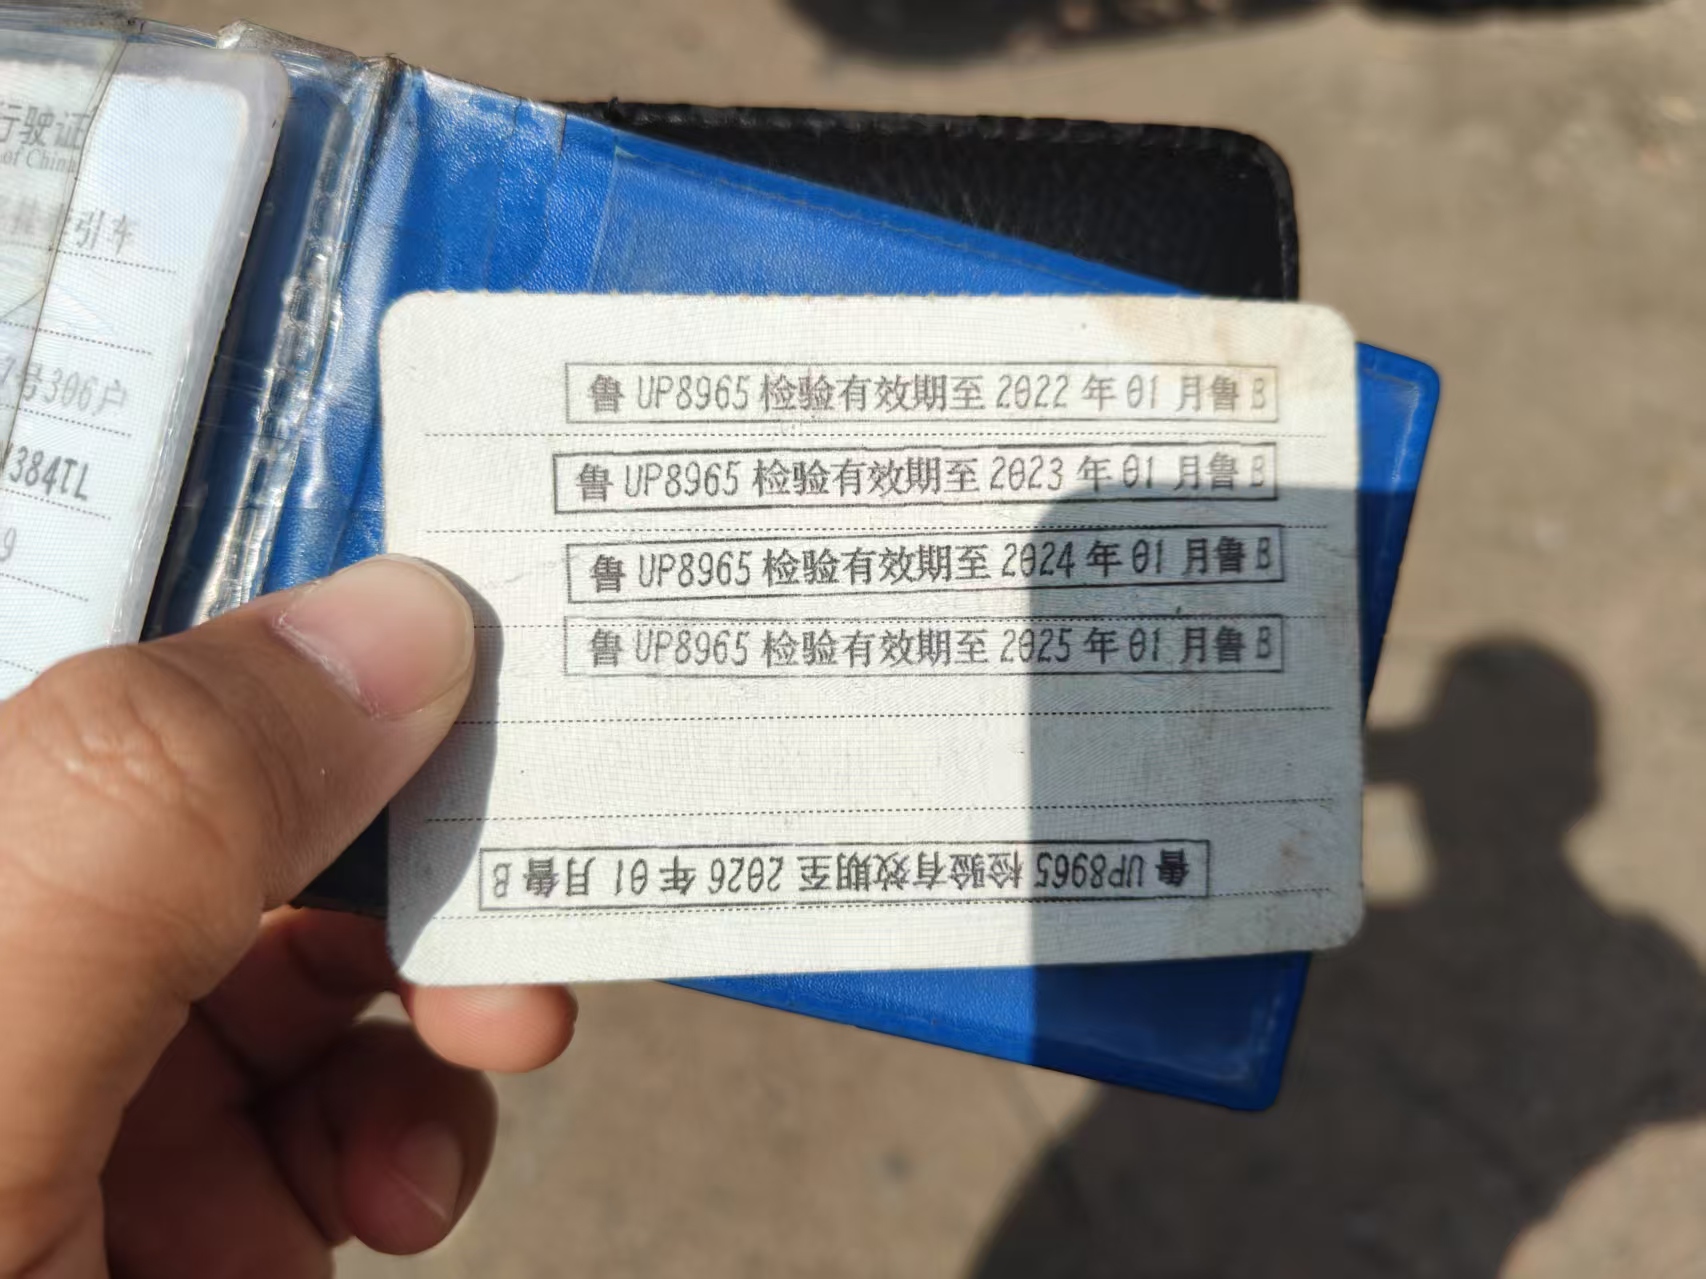 行驶证
of China
引车
7号306户
384TL
9
鲁 UP8965 检验有效期至 2022 年 01 月鲁 B
鲁 UP8965 检验有效期至 2023 年 01 月鲁 B
鲁 UP8965 检验有效期至 2024 年 01 月鲁 B
鲁 UP8965 检验有效期至 2025 年 01 月鲁 B
鲁 UP8965 检验有效期至 2026 年 01 月鲁 B